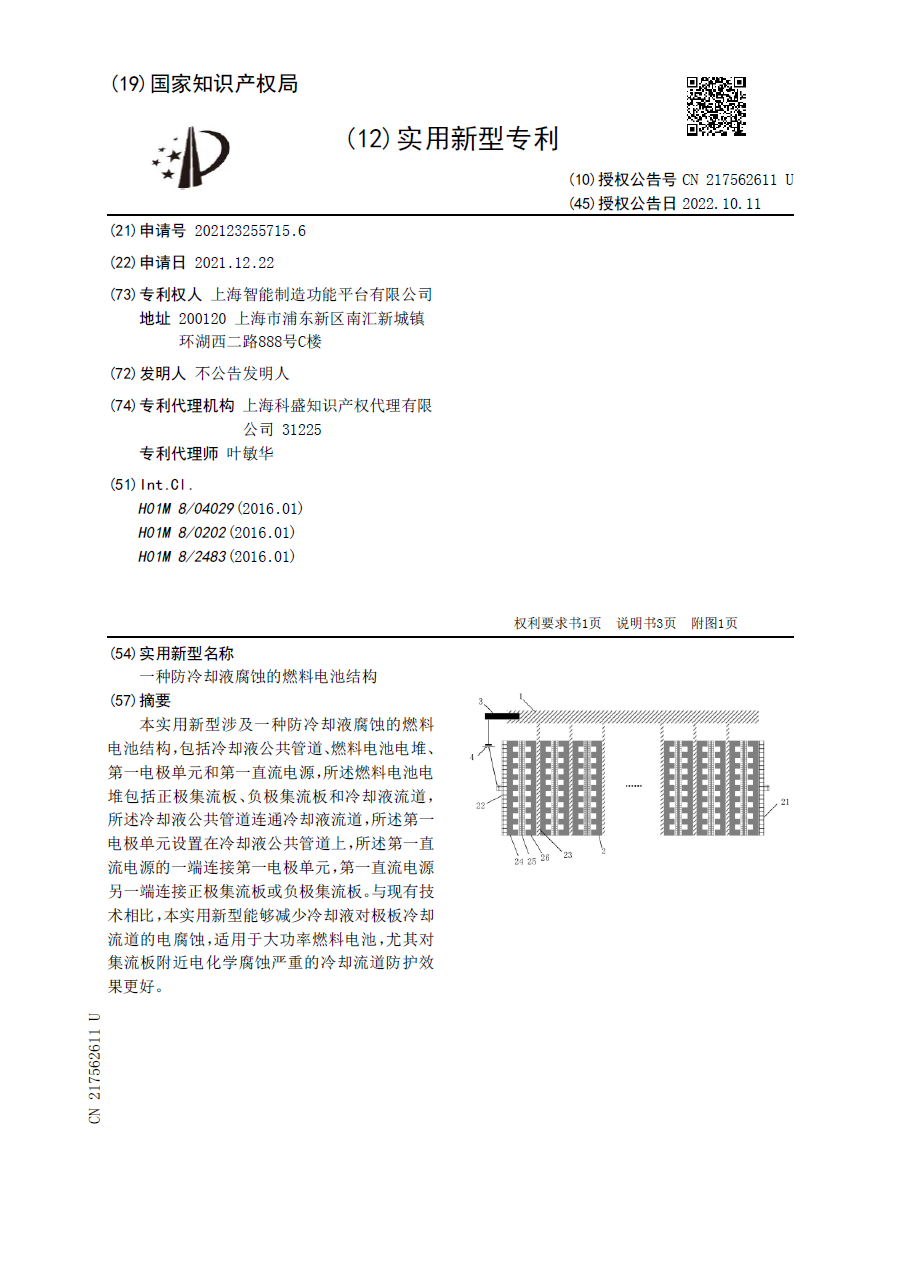 (19)国家知识产权局
(12)实用新型专利
(10)授权公告号 CN 217562611 U
(45)授权公告日 2022.10.11
(21)申请号 202123255715.6
(22)申请日 2021.12.22
(73)专利权人 上海智能制造功能平台有限公司
地址 200120 上海市浦东新区南汇新城镇
环湖西二路888号C楼
(72)发明人 不公告发明人
(74)专利代理机构 上海科盛知识产权代理有限
公司 31225
专利代理师 叶敏华
(51)Int.Cl.
H01M 8/04029(2016.01)
H01M 8/0202(2016.01)
H01M 8/2483(2016.01)
权利要求书1页 说明书3页 附图1页
(54)实用新型名称
一种防冷却液腐蚀的燃料电池结构
(57)摘要
本实用新型涉及一种防冷却液腐蚀的燃料
电池结构,包括冷却液公共管道、燃料电池电堆、
第一电极单元和第一直流电源,所述燃料电池电
堆包括正极集流板、负极集流板和冷却液流道,
所述冷却液公共管道连通冷却液流道,所述第一
电极单元设置在冷却液公共管道上,所述第一直
流电源的一端连接第一电极单元,第一直流电源
另一端连接正极集流板或负极集流板。与现有技
术相比,本实用新型能够减少冷却液对极板冷却
流道的电腐蚀,适用于大功率燃料电池,尤其对
集流板附近电化学腐蚀严重的冷却流道防护效
果更好。
3
1
4
22
21
24
25
26
23
2
CN 217562611 U